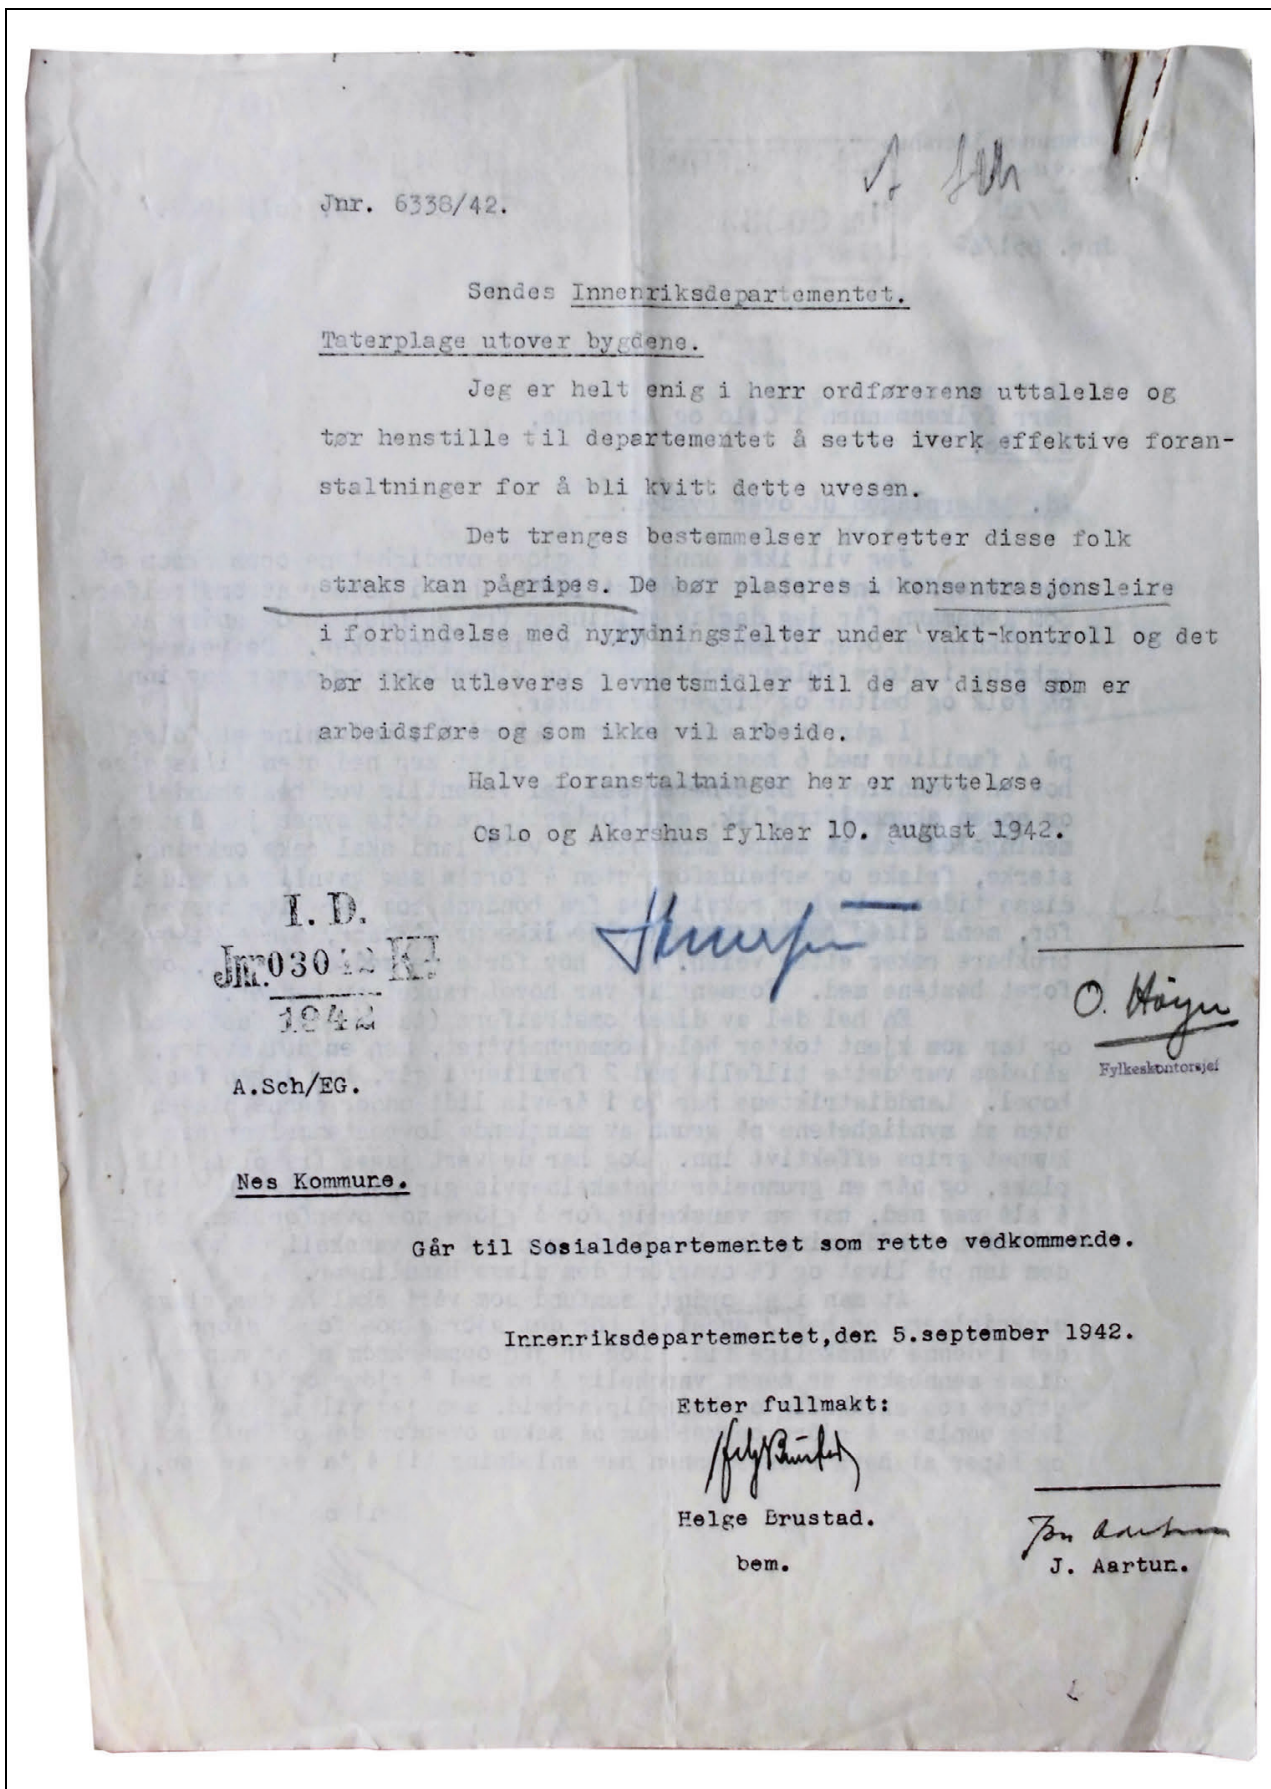 Jnr. 6338/42.
Sendes Innenriksdepartementet.
Taterplage utover bygdene.
Jeg er helt enig i herr ordførerens uttalelse og
tør henstille til departementet å sette iverk effektive foran-
staltninger for å bli kvitt dette uvesen.
Det trenges bestemmelser hvoretter disse folk
straks kan pågripes. De bør plaseres i konsentrasjonsleire
i forbindelse med nyrydningsfelter under vakt-kontroll og det
bør ikke utleveres levnetsmidler til de av disse som er
arbeidsføre og som ikke vil arbeide.
Halve foranstaltninger her er nytteløse
Oslo og Akershus fylker 10. august 1942.
I. D.
Jnr.
1942
O. Høyer
Fylkeskontorsjef
A.Sch/EG.
Nes Kommune.
Går til Sosialdepartementet som rette vedkommende.
Innenriksdepartementet, den 5.september 1942.
Etter fullmakt:
Helge Brustad.
bem.
J. Aartun.